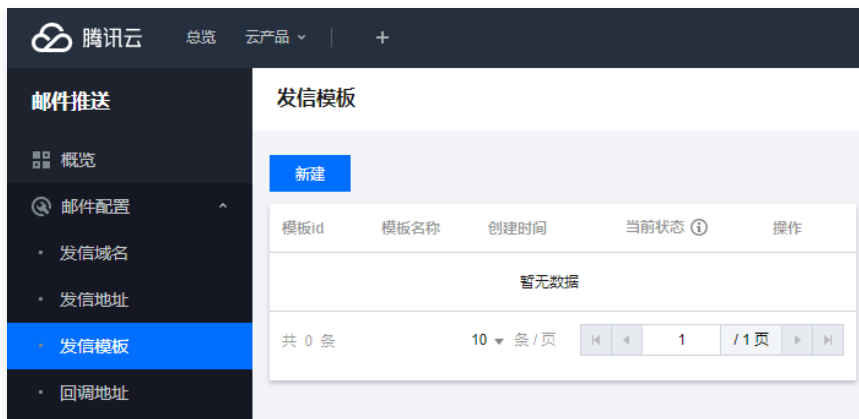 腾讯云 总览 云产品 +
邮件推送
概览
邮件配置
发信域名
发信地址
发信模板
回调地址
发信模板
新建
模板id 模板名称 创建时间 当前状态 操作
暂无数据
共 0 条 10 条 / 页 1 / 1 页